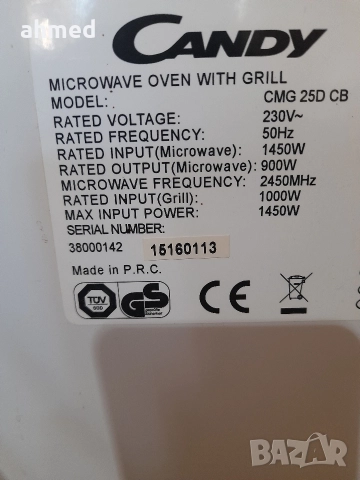 ahmed
CANDY
MICROWAVE OVEN WITH GRILL
MODEL: CMG 25D CB
RATED VOLTAGE: 230V~
RATED FREQUENCY: 50Hz
RATED INPUT(Microwave): 1450W
RATED OUTPUT(Microwave): 900W
MICROWAVE FREQUENCY: 2450MHz
RATED INPUT(Grill): 1000W
MAX INPUT POWER: 1450W
SERIAL NUMBER:
38000142 15160113
Made in P.R.C.
TÜV GS CE
BAZAR